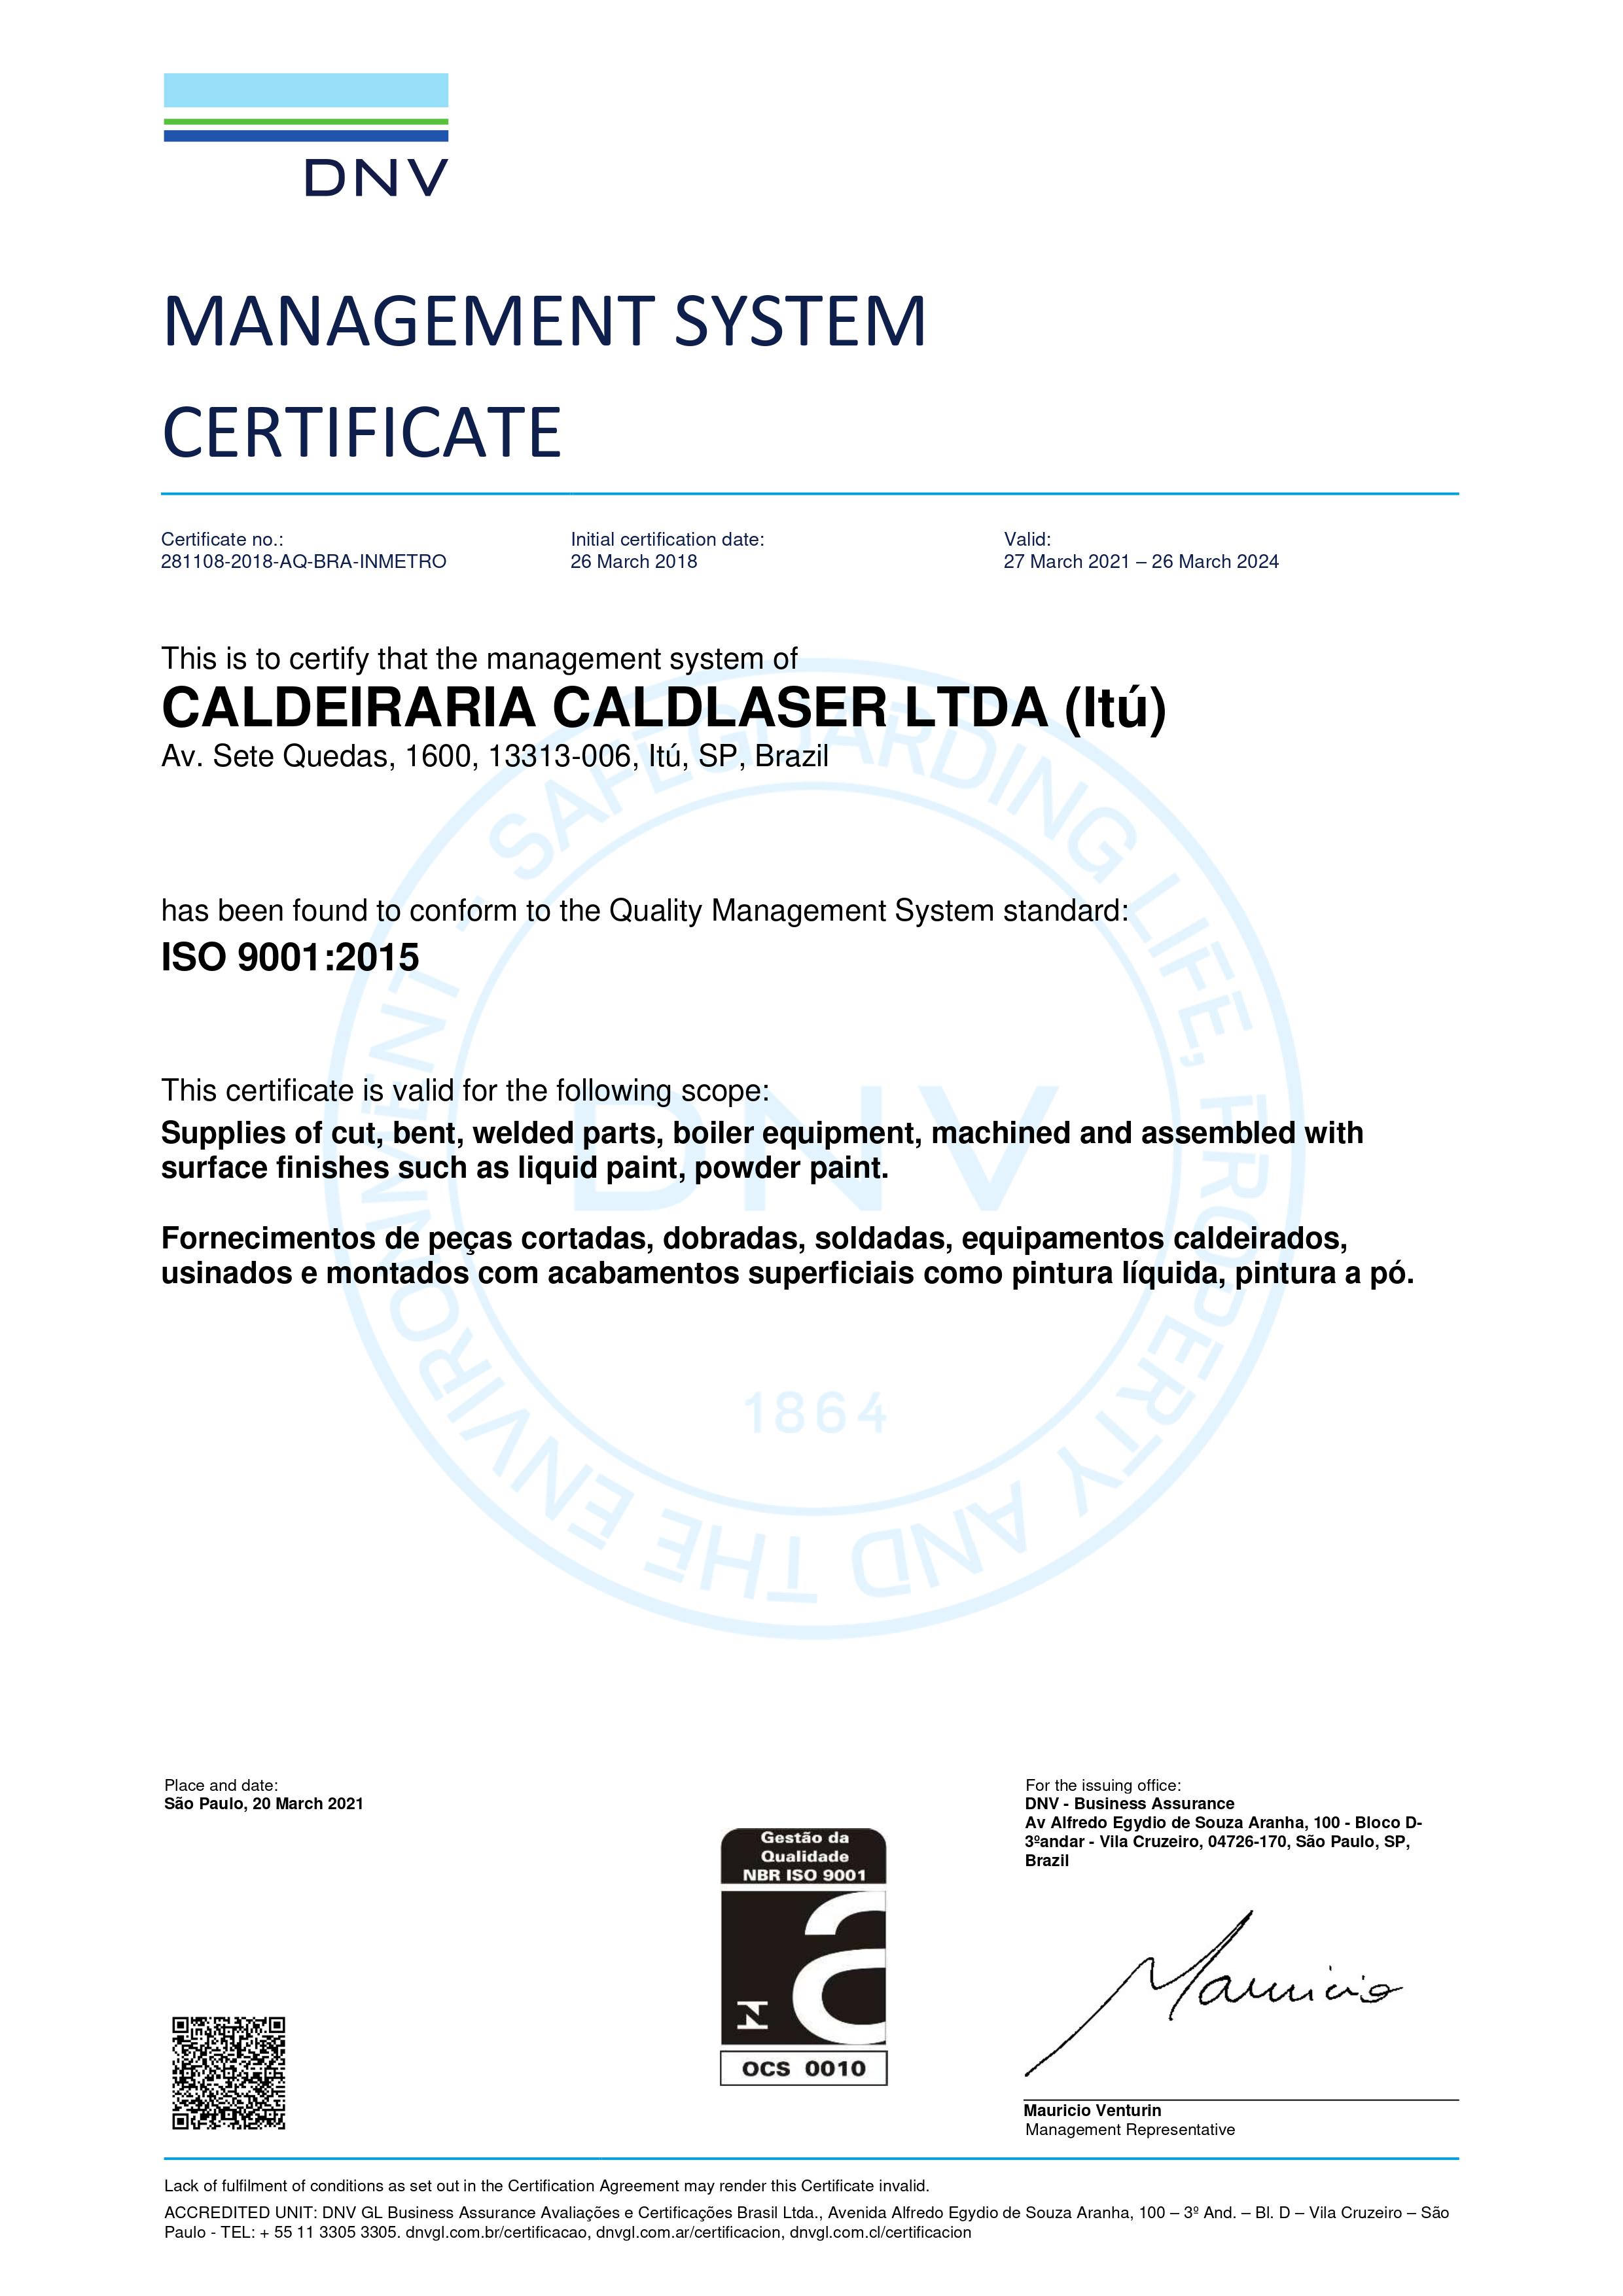 DNV
MANAGEMENT SYSTEM
CERTIFICATE
Certificate no.:
281108-2018-AQ-BRA-INMETRO
Initial certification date:
26 March 2018
Valid:
27 March 2021 – 26 March 2024
This is to certify that the management system of
CALDEIRARIA CALDLASER LTDA (Itú)
Av. Sete Quedas, 1600, 13313-006, Itú, SP, Brazil
has been found to conform to the Quality Management System standard:
ISO 9001:2015
This certificate is valid for the following scope:
Supplies of cut, bent, welded parts, boiler equipment, machined and assembled with
surface finishes such as liquid paint, powder paint.
Fornecimentos de peças cortadas, dobradas, soldadas, equipamentos caldeirados,
usinados e montados com acabamentos superficiais como pintura líquida, pintura a pó.
SAFEGUARDING LIFE, PROPERTY AND THE ENVIRONMENT -
DNV
1864
Place and date:
São Paulo, 20 March 2021
Gestão da
Qualidade
NBR ISO 9001
OCS 0010
For the issuing office:
DNV - Business Assurance
Av Alfredo Egydio de Souza Aranha, 100 - Bloco D-
3ºandar - Vila Cruzeiro, 04726-170, São Paulo, SP,
Brazil
Mauricio
Mauricio Venturin
Management Representative
Lack of fulfilment of conditions as set out in the Certification Agreement may render this Certificate invalid.
ACCREDITED UNIT: DNV GL Business Assurance Avaliações e Certificações Brasil Ltda., Avenida Alfredo Egydio de Souza Aranha, 100 – 3º And. – Bl. D – Vila Cruzeiro – São
Paulo - TEL: + 55 11 3305 3305. dnvgl.com.br/certificacao, dnvgl.com.ar/certificacion, dnvgl.com.cl/certificacion